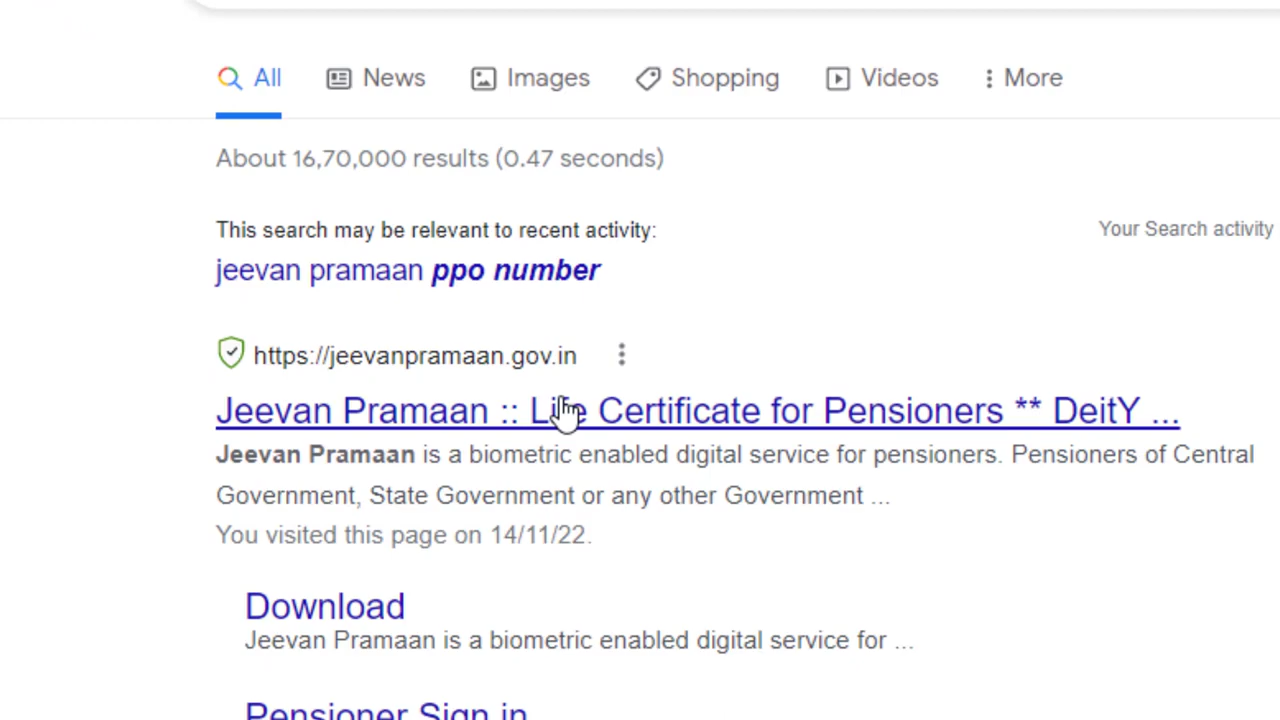 All News Images Shopping Videos More
About 16,70,000 results (0.47 seconds)
This search may be relevant to recent activity: Your Search activity
jeevan pramaan ppo number
https://jeevanpramaan.gov.in
Jeevan Pramaan :: Life Certificate for Pensioners ** DeitY ...
Jeevan Pramaan is a biometric enabled digital service for pensioners. Pensioners of Central
Government, State Government or any other Government ...
You visited this page on 14/11/22.
Download
Jeevan Pramaan is a biometric enabled digital service for ...
Pensioner Sign in